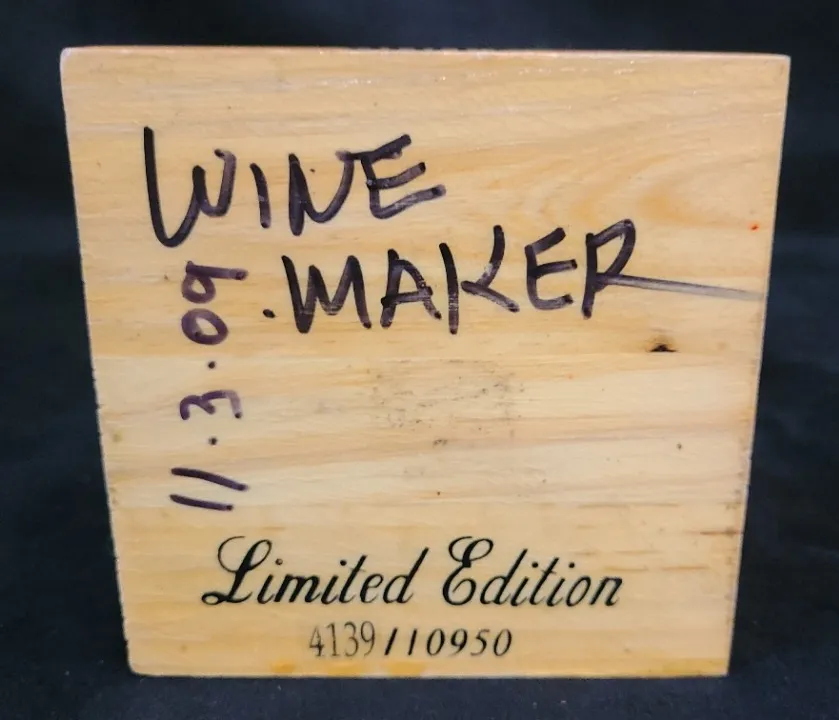 WINE
.MAKER
11.3.09
Limited Edition
4139/10950